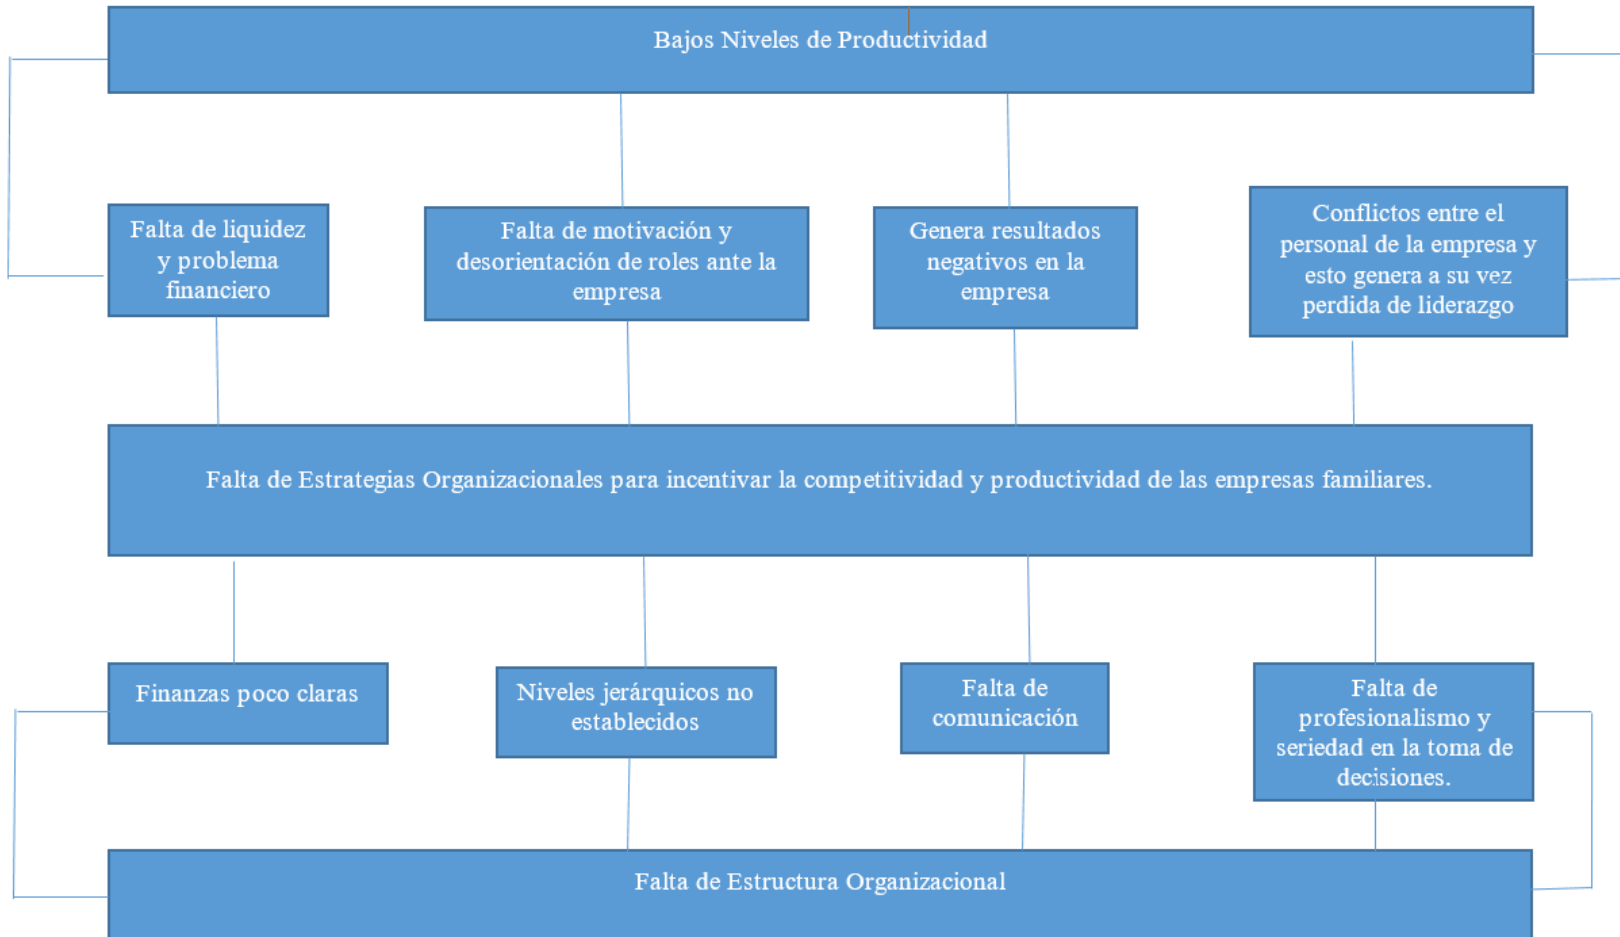 Bajos Niveles de Productividad
Falta de liquidez
y problema
financiero
Falta de motivación y
desorientación de roles ante la
empresa
Genera resultados
negativos en la
empresa
Conflictos entre el
personal de la empresa y
esto genera a su vez
perdida de liderazgo
Falta de Estrategias Organizacionales para incentivar la competitividad y productividad de las empresas familiares.
Finanzas poco claras
Niveles jerárquicos no
establecidos
Falta de
comunicación
Falta de
profesionalismo y
seriedad en la toma de
decisiones.
Falta de Estructura Organizacional